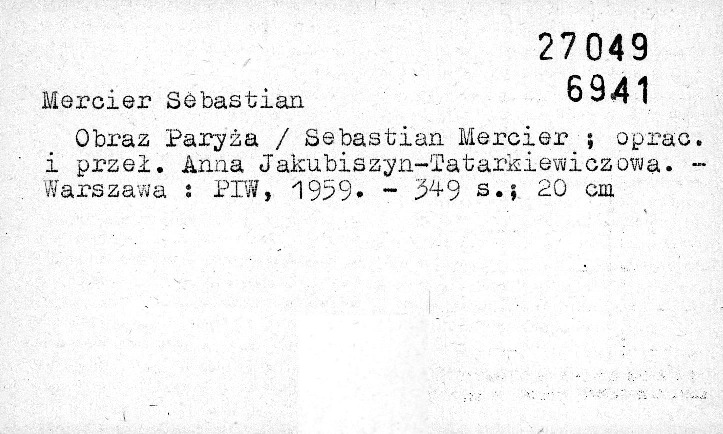 27049
6941
Mercier Sebastian
Obraz Paryża / Sebastian Mercier ; oprac.
i przeł. Anna Jakubiszyn-Tatarkiewiczowa. -
Warszawa : PIW, 1959. - 349 s.; 20 cm